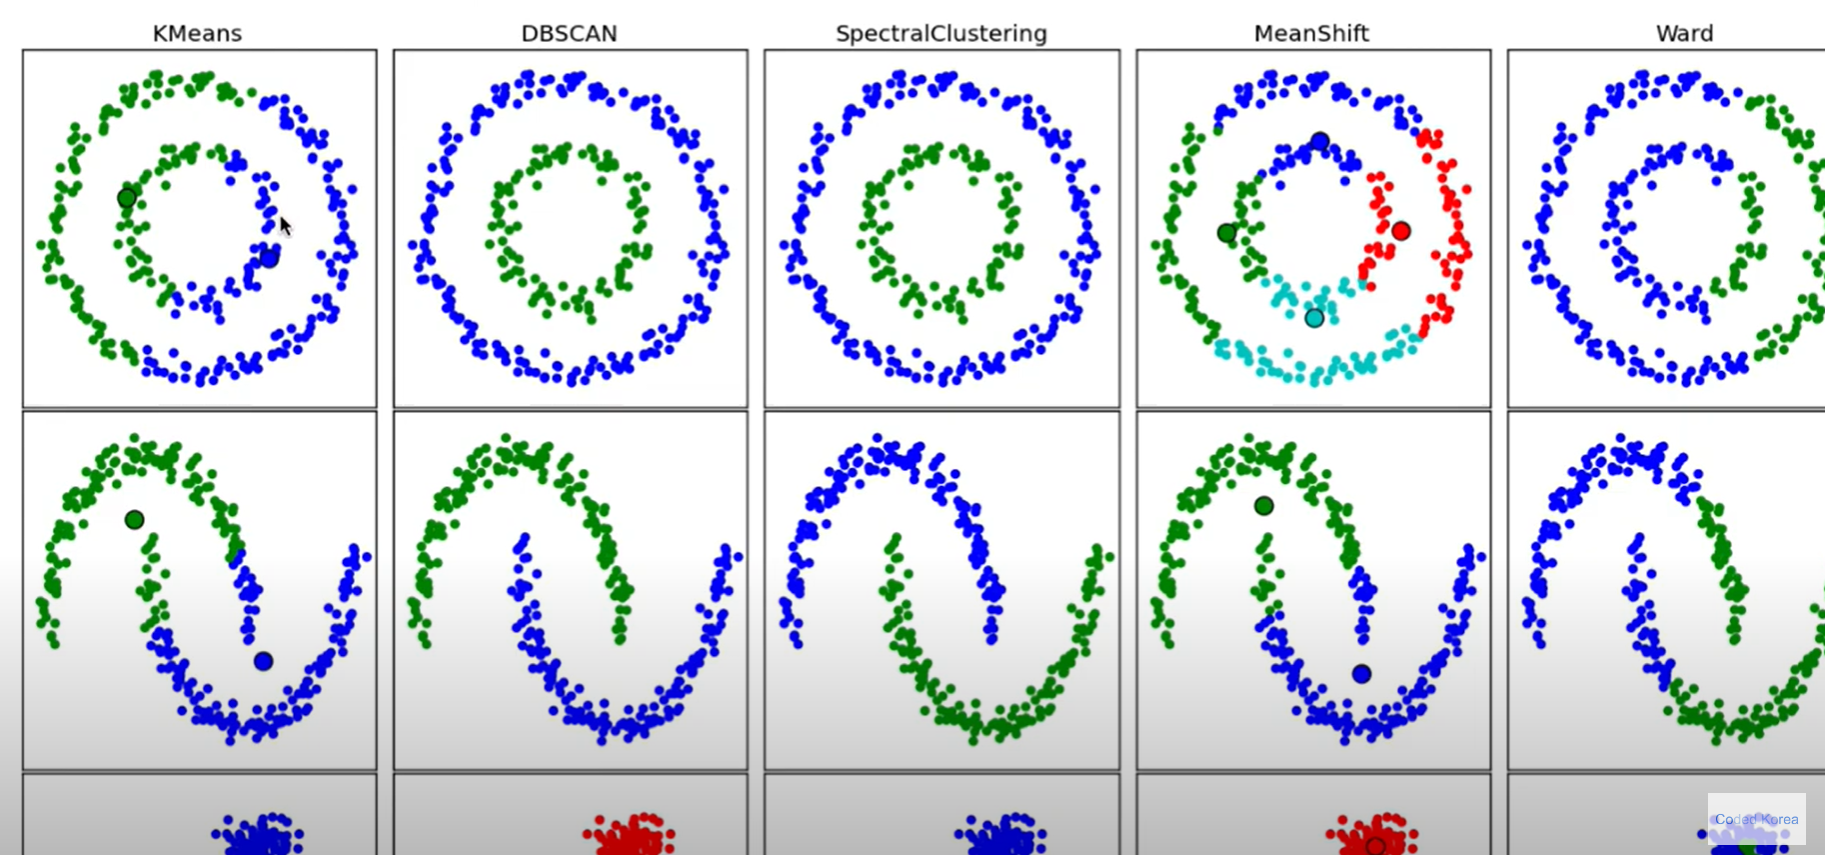 KMeans
DBSCAN
SpectralClustering
MeanShift
Ward
Coded Korea